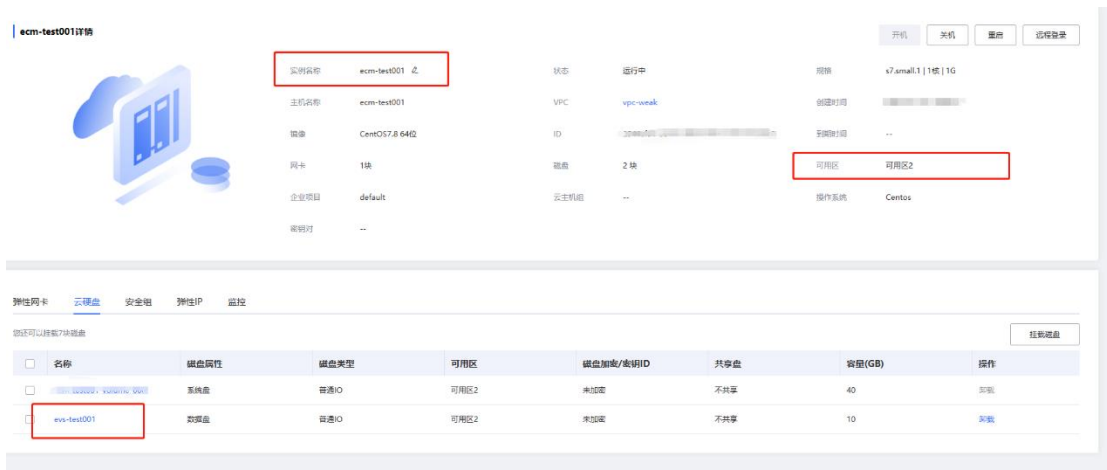 ecm-test001详情
开机 关机 重启 远程登录
实例名称 ecm-test001 状态 运行中 规格 s7.small.1 | 1核 | 1G
主机名称 ecm-test001 VPC vpc-weak 创建时间
镜像 CentOS7.8 64位 ID 到期时间 --
网卡 1块 磁盘 2 块 可用区 可用区2
企业项目 default 云主机组 -- 操作系统 Centos
密钥对 --
弹性网卡 云硬盘 安全组 弹性IP 监控
您还可以挂载7块磁盘 挂载磁盘
名称 磁盘属性 磁盘类型 可用区 磁盘加密/密钥ID 共享盘 容量(GB) 操作
系统盘 普通IO 可用区2 未加密 不共享 40 卸载
evs-test001 数据盘 普通IO 可用区2 未加密 不共享 10 卸载